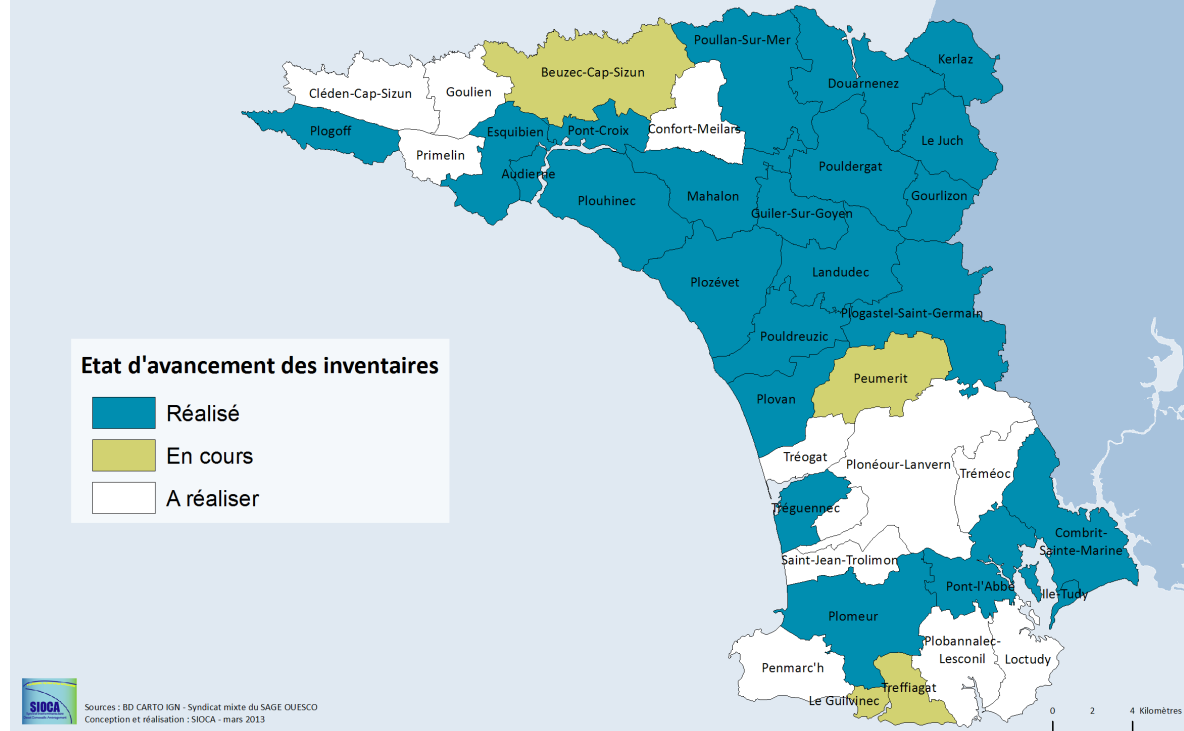 Poullan-Sur-Mer
Kerlaz
Beuzec-Cap-Sizun
Douarnenez
Cléden-Cap-Sizun
Goulien
Plogoff
Esquibien
Pont-Croix
Confort-Meilars
Le Juch
Primelin
Audierne
Pouldergat
Plouhinec
Mahalon
Gourlizon
Guiler-Sur-Goyen
Plozévet
Landudec
Plogastel-Saint-Germain
Pouldreuzic
Peumerit
Plovan
Etat d'avancement des inventaires
Réalisé
En cours
A réaliser
Tréogat
Plonéour-Lanvern
Tréméoc
Tréguennec
Combrit-
Sainte-Marine
Saint-Jean-Trolimon
Pont-l'Abbé
Ile-Tudy
Plomeur
Plobannalec-
Lesconil
Loctudy
Penmarc'h
Treffiagat
Le Guilvinec
SIOCA
Sources : BD CARTO IGN - Syndicat mixte du SAGE OUESCO
Conception et réalisation : SIOCA - mars 2013
0 2 4 Kilomètres